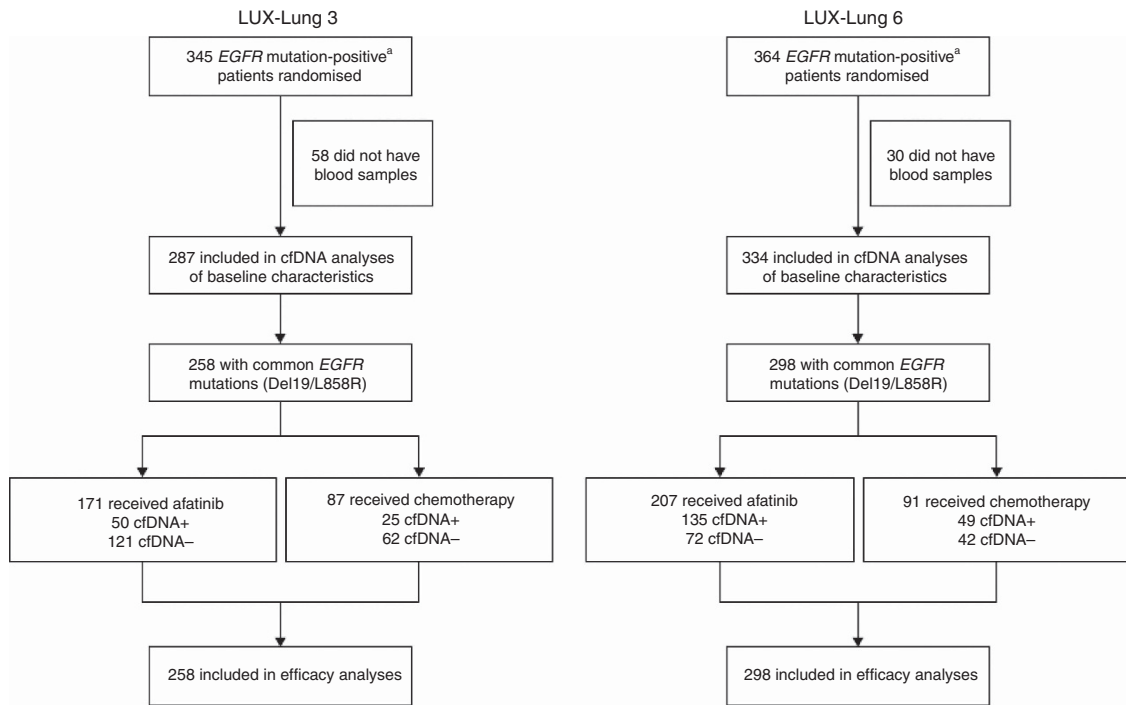 LUX-Lung 3
345 EGFR mutation-positiveᵃ
patients randomised
58 did not have
blood samples
287 included in cfDNA analyses
of baseline characteristics
258 with common EGFR
mutations (Del19/L858R)
171 received afatinib
50 cfDNA+
121 cfDNA–
87 received chemotherapy
25 cfDNA+
62 cfDNA–
258 included in efficacy analyses
LUX-Lung 6
364 EGFR mutation-positiveᵃ
patients randomised
30 did not have
blood samples
334 included in cfDNA analyses
of baseline characteristics
298 with common EGFR
mutations (Del19/L858R)
207 received afatinib
135 cfDNA+
72 cfDNA–
91 received chemotherapy
49 cfDNA+
42 cfDNA–
298 included in efficacy analyses